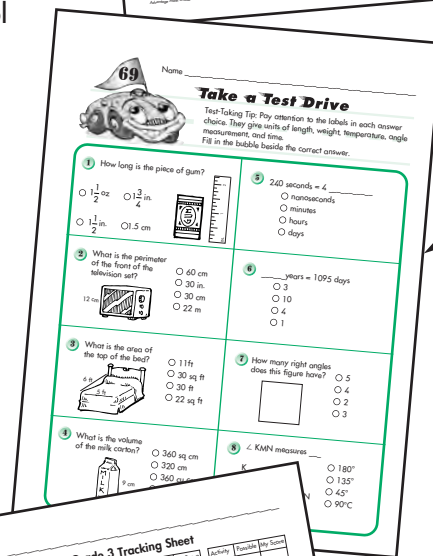 69
Name
Take a Test Drive
Test-Taking Tip: Pay attention to the labels in each answer
choice. They give units of length, weight, temperature, angle
measurement, and time.
Fill in the bubble beside the correct answer.
1 How long is the piece of gum?
1 1/2 oz
1 3/4 in.
1 1/2 in.
1.5 cm
GUM
2 What is the perimeter
of the front of the
television set?
12 cm
60 cm
30 in.
30 cm
22 m
3 What is the area of
the top of the bed?
6 ft
5 ft
11ft
30 sq ft
30 ft
22 sq ft
4 What is the volume
of the milk carton?
MILK
9 cm
360 sq cm
320 cm
5 240 seconds = 4
nanoseconds
minutes
hours
days
6 years = 1095 days
3
10
4
1
7 How many right angles
does this figure have?
5
4
2
3
8 ∠ KMN measures
K
N
180°
135°
45°
90°C
3 Tracking Sheet
Activity
Possible
My Score